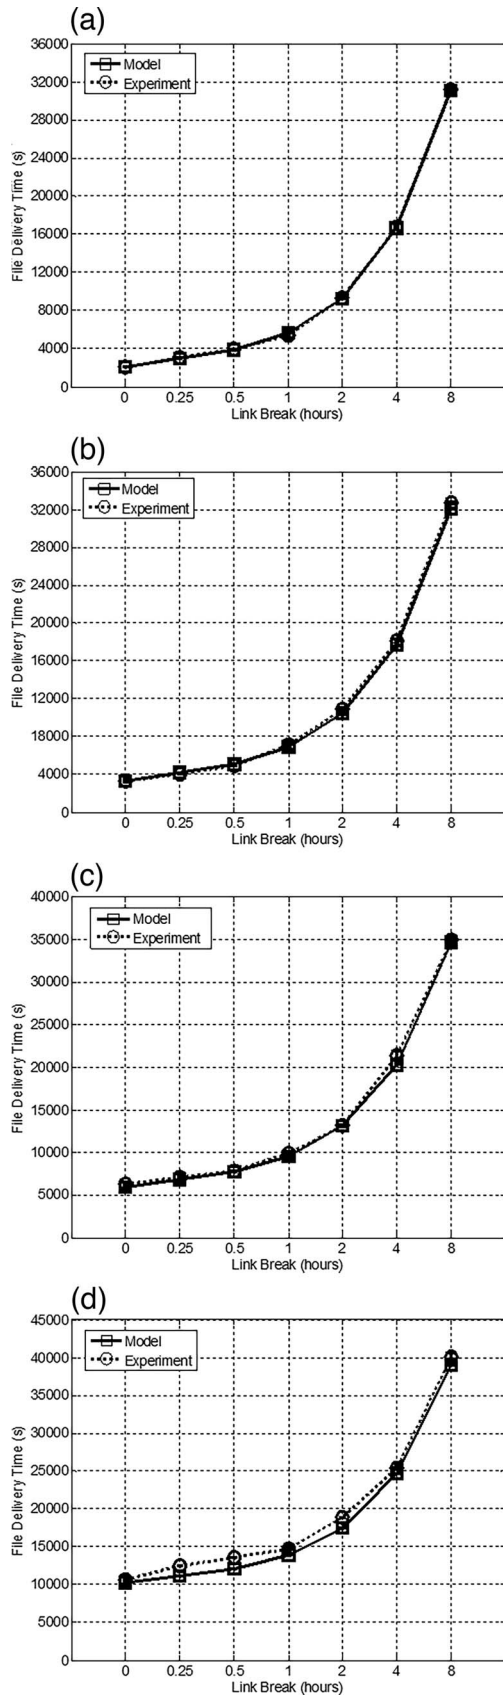 (a)
36000
32000
28000
24000
20000
16000
12000
8000
4000
0
File Delivery Time (s)
Model
Experiment
0 0.25 0.5 1 2 4 8
Link Break (hours)
(b)
36000
32000
28000
24000
20000
16000
12000
18000
4000
0
File Delivery Time (s)
Model
Experiment
0 0.25 0.5 1 2 4 8
Link Break (hours)
(c)
40000
35000
30000
25000
20000
15000
10000
5000
0
File Delivery Time (s)
Model
Experiment
0 0.25 0.5 1 2 4 8
Link Break (hours)
(d)
45000
40000
35000
30000
25000
20000
15000
10000
5000
0
File Delivery Time (s)
Model
Experiment
0 0.25 0.5 1 2 4 8
Link Break (hours)